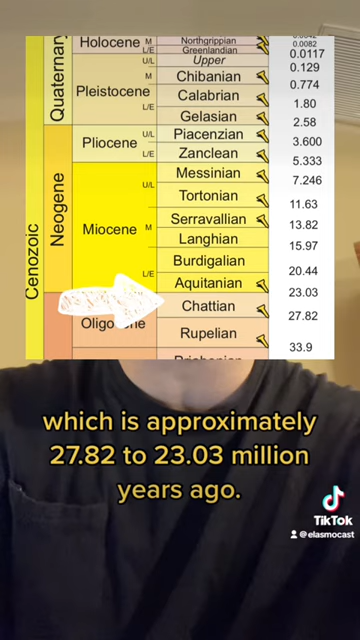 0.0042
Holocene M Northgrippian 0.0082
L/E Greenlandian 0.0117
Quaternary
U/L Upper 0.129
M Chibanian 0.774
Pleistocene
L/E Calabrian 1.80
Gelasian 2.58
Pliocene U/L Piacenzian 3.600
L/E Zanclean 5.333
Cenozoic
Neogene
Miocene
U/L Messinian 7.246
Tortonian 11.63
M Serravallian 13.82
Langhian 15.97
L/E Burdigalian 20.44
Aquitanian 23.03
Chattian 27.82
Rupelian 33.9
which is approximately
27.82 to 23.03 million
years ago.
TikTok
@elasmocast